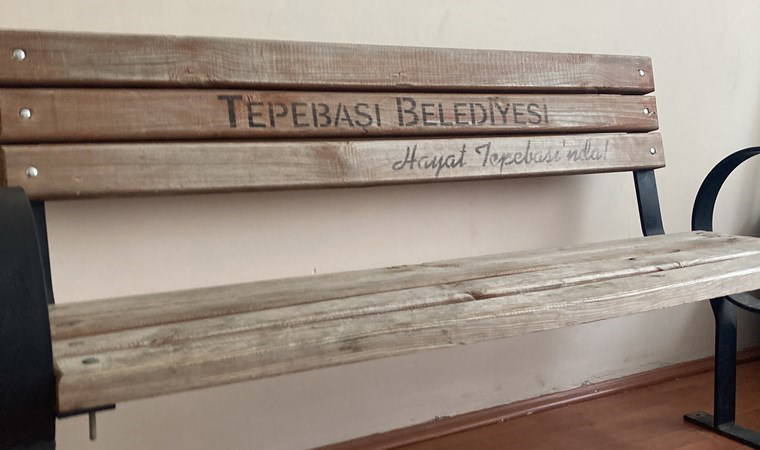 TEPEBAŞI BELEDİYESİ
Hayat Tepebaşı'nda!